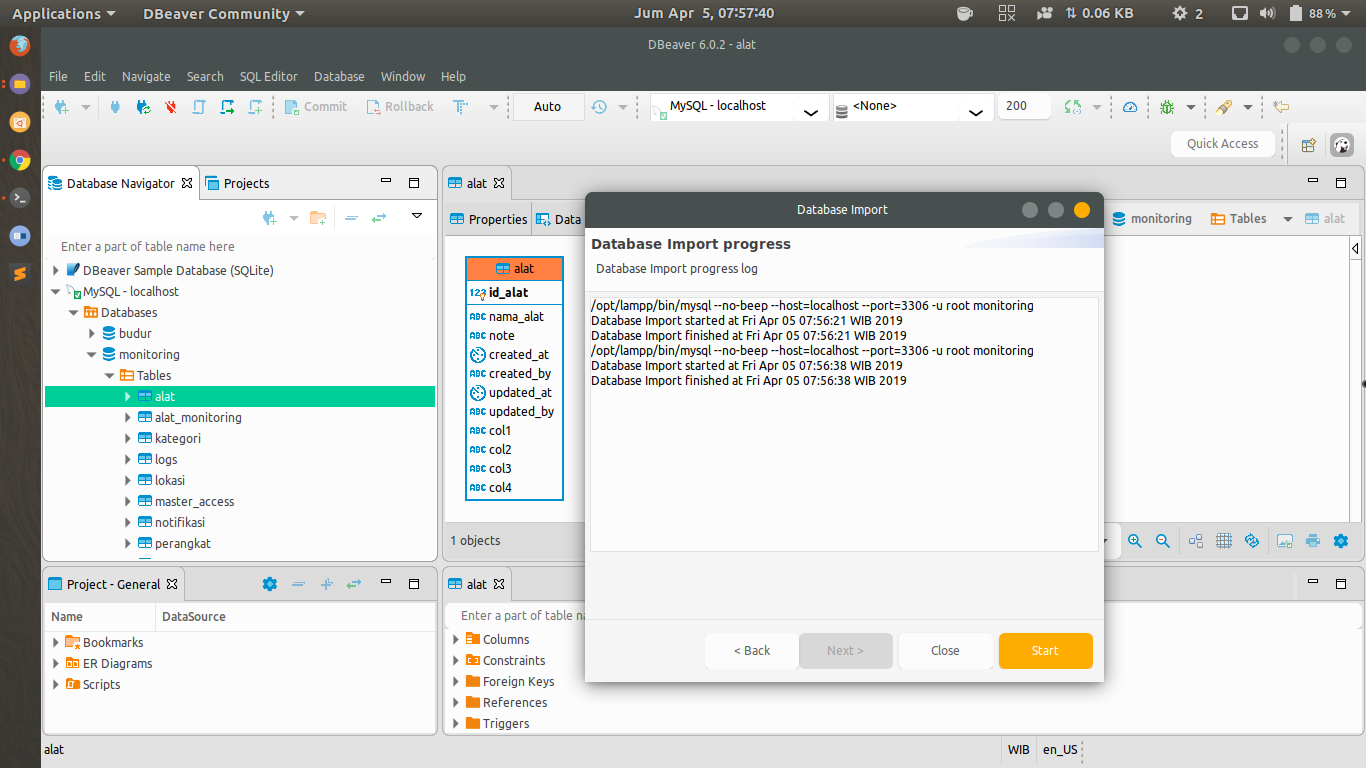 Applications
DBeaver Community
Jum Apr 5, 07:57:40
0.06 KB
2
88 %
DBeaver 6.0.2 - alat
File Edit Navigate Search SQL Editor Database Window Help
Commit
Rollback
Auto
MySQL - localhost
<None>
200
Quick Access
Database Navigator
Projects
Enter a part of table name here
DBeaver Sample Database (SQLite)
MySQL - localhost
Databases
budur
monitoring
Tables
alat
alat_monitoring
kategori
logs
lokasi
master_access
notifikasi
perangkat
alat
Properties
Data
monitoring
Tables
alat
alat
123 id_alat
ABC nama_alat
ABC note
created_at
ABC created_by
updated_at
ABC updated_by
ABC col1
ABC col2
ABC col3
ABC col4
1 objects
Database Import
Database Import progress
Database Import progress log
/opt/lampp/bin/mysql --no-beep --host=localhost --port=3306 -u root monitoring
Database Import started at Fri Apr 05 07:56:21 WIB 2019
Database Import finished at Fri Apr 05 07:56:21 WIB 2019
/opt/lampp/bin/mysql --no-beep --host=localhost --port=3306 -u root monitoring
Database Import started at Fri Apr 05 07:56:38 WIB 2019
Database Import finished at Fri Apr 05 07:56:38 WIB 2019
< Back
Next >
Close
Start
Project - General
Name
DataSource
Bookmarks
ER Diagrams
Scripts
alat
Enter a part of table
Columns
Constraints
Foreign Keys
References
Triggers
alat
WIB
en_US